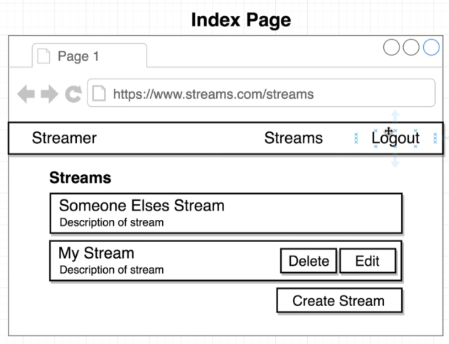 Index Page
Page 1
https://www.streams.com/streams
Streamer Streams Logout
Streams
Someone Elses Stream
Description of stream
My Stream
Description of stream
Delete Edit
Create Stream